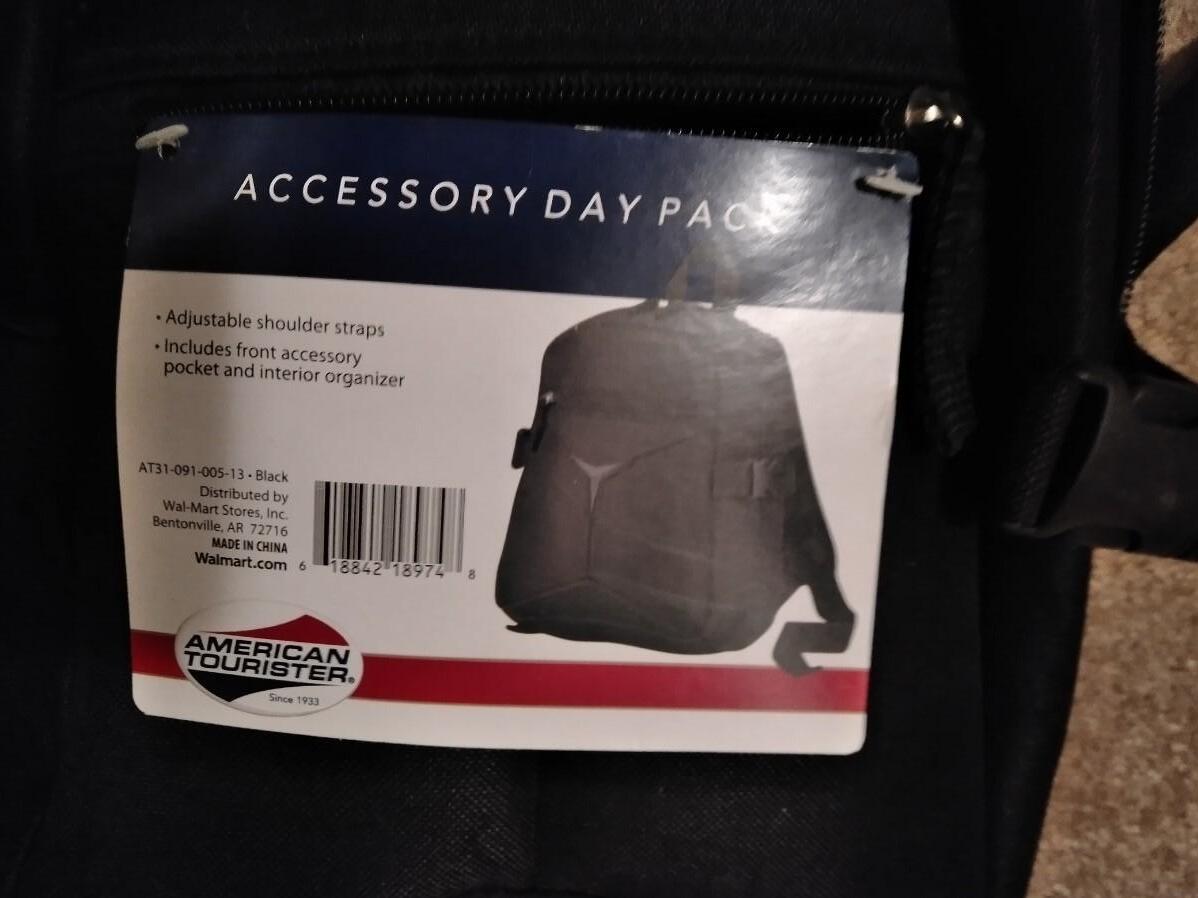 ACCESSORY DAY PACK
• Adjustable shoulder straps
• Includes front accessory
pocket and interior organizer
AT31-091-005-13 • Black
Distributed by
Wal-Mart Stores, Inc.
Bentonville, AR 72716
MADE IN CHINA
Walmart.com
6 18842 18974 8
AMERICAN
TOURISTER®
Since 1933